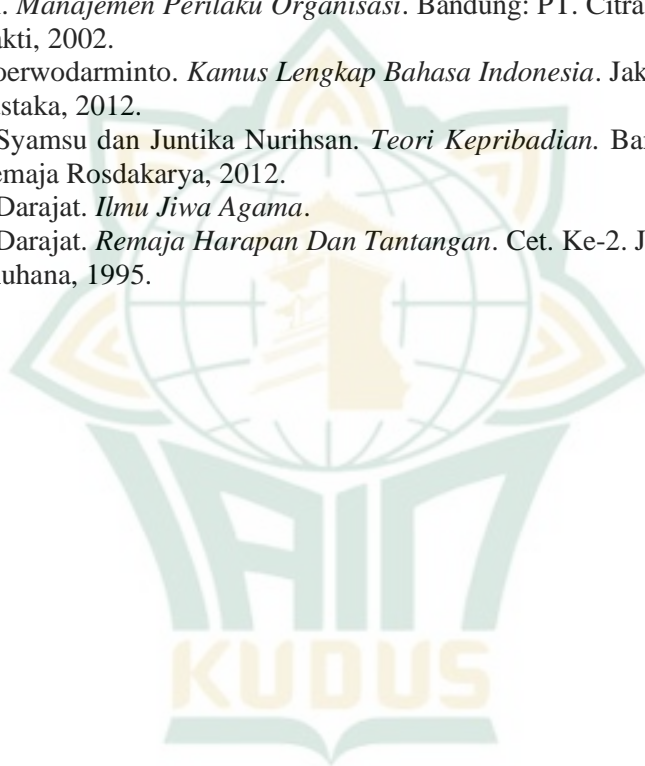 . Manajemen Perilaku Organisasi. Bandung: PT. Citra
akti, 2002.
oerwodarminto. Kamus Lengkap Bahasa Indonesia. Jak
staka, 2012.
Syamsu dan Juntika Nurihsan. Teori Kepribadian. Ban
emaja Rosdakarya, 2012.
Darajat. Ilmu Jiwa Agama.
Darajat. Remaja Harapan Dan Tantangan. Cet. Ke-2. J
uhana, 1995.
IAIN
KUDUS